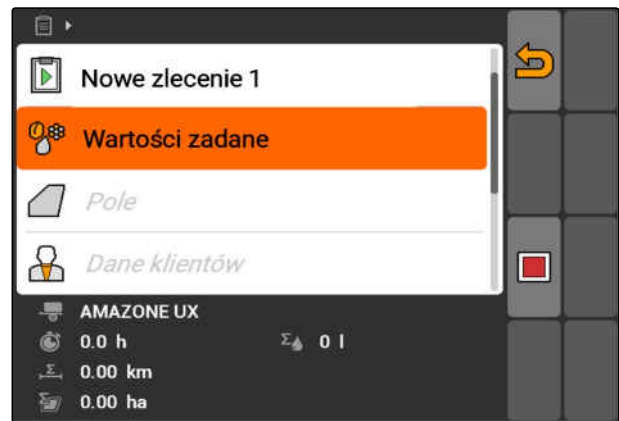 Nowe zlecenie 1
Wartości zadane
Pole
Dane klientów
AMAZONE UX
0.0 h Σ 0 l
Σ 0.00 km
Σ 0.00 ha